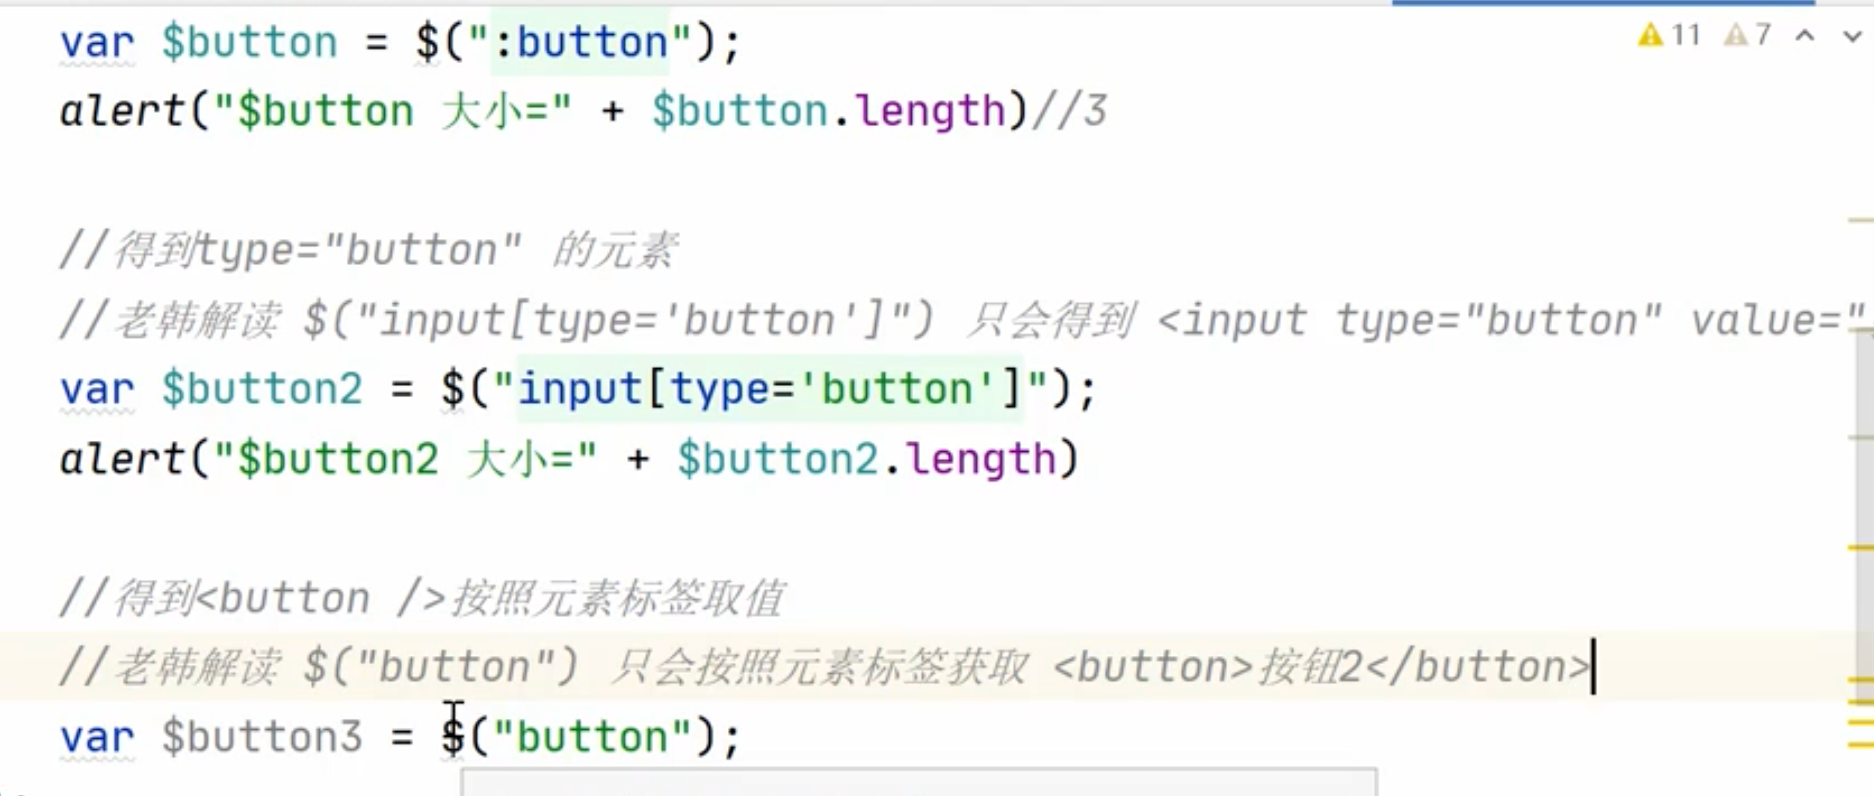 var $button = $(":button");
11 7
alert("$button 大小=" + $button.length)//3
//得到type="button" 的元素
//老韩解读 $("input[type='button']") 只会得到 <input type="button" value="
var $button2 = $("input[type='button']");
alert("$button2 大小=" + $button2.length)
//得到<button />按照元素标签取值
//老韩解读 $("button") 只会按照元素标签获取 <button>按钮2</button>
var $button3 = $("button");